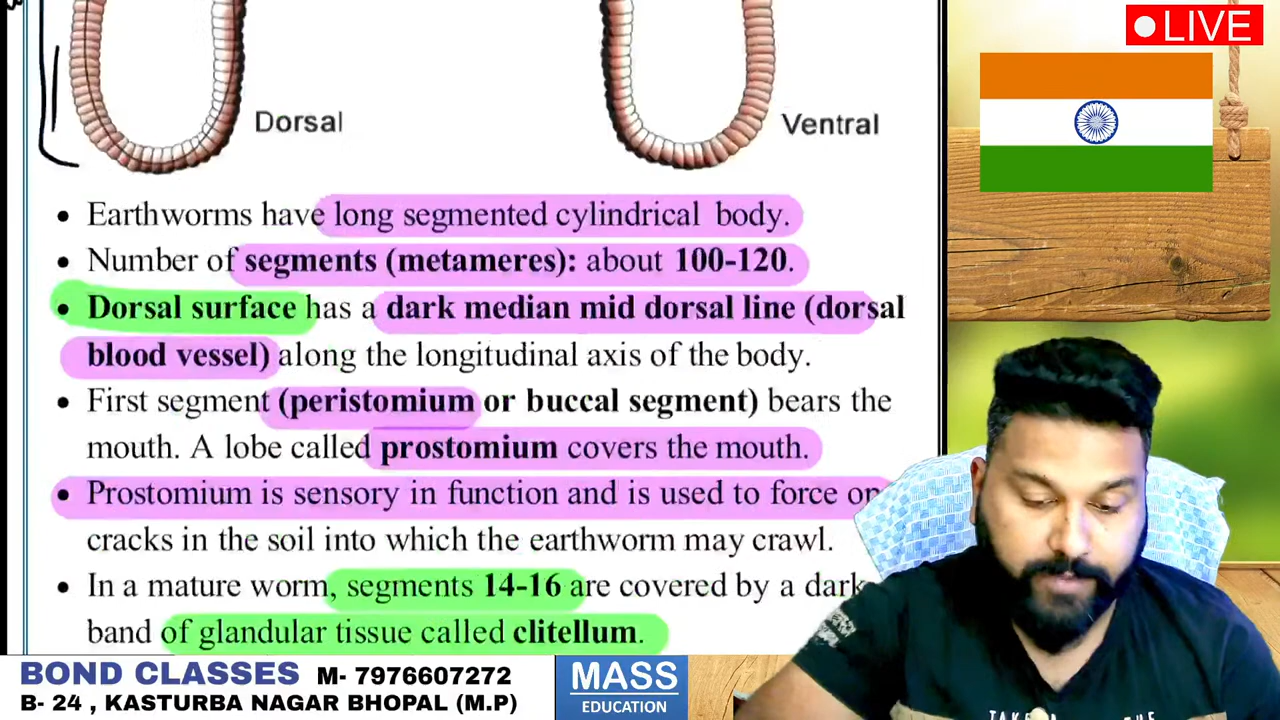 LIVE
Dorsal
Ventral
• Earthworms have long segmented cylindrical body.
• Number of segments (metameres): about 100-120.
• Dorsal surface has a dark median mid dorsal line (dorsal
blood vessel) along the longitudinal axis of the body.
• First segment (peristomium or buccal segment) bears the
mouth. A lobe called prostomium covers the mouth.
• Prostomium is sensory in function and is used to force
cracks in the soil into which the earthworm may crawl.
• In a mature worm, segments 14-16 are covered by a dark
band of glandular tissue called clitellum.
BOND CLASSES M- 7976607272
B- 24 , KASTURBA NAGAR BHOPAL (M.P)
MASS
EDUCATION